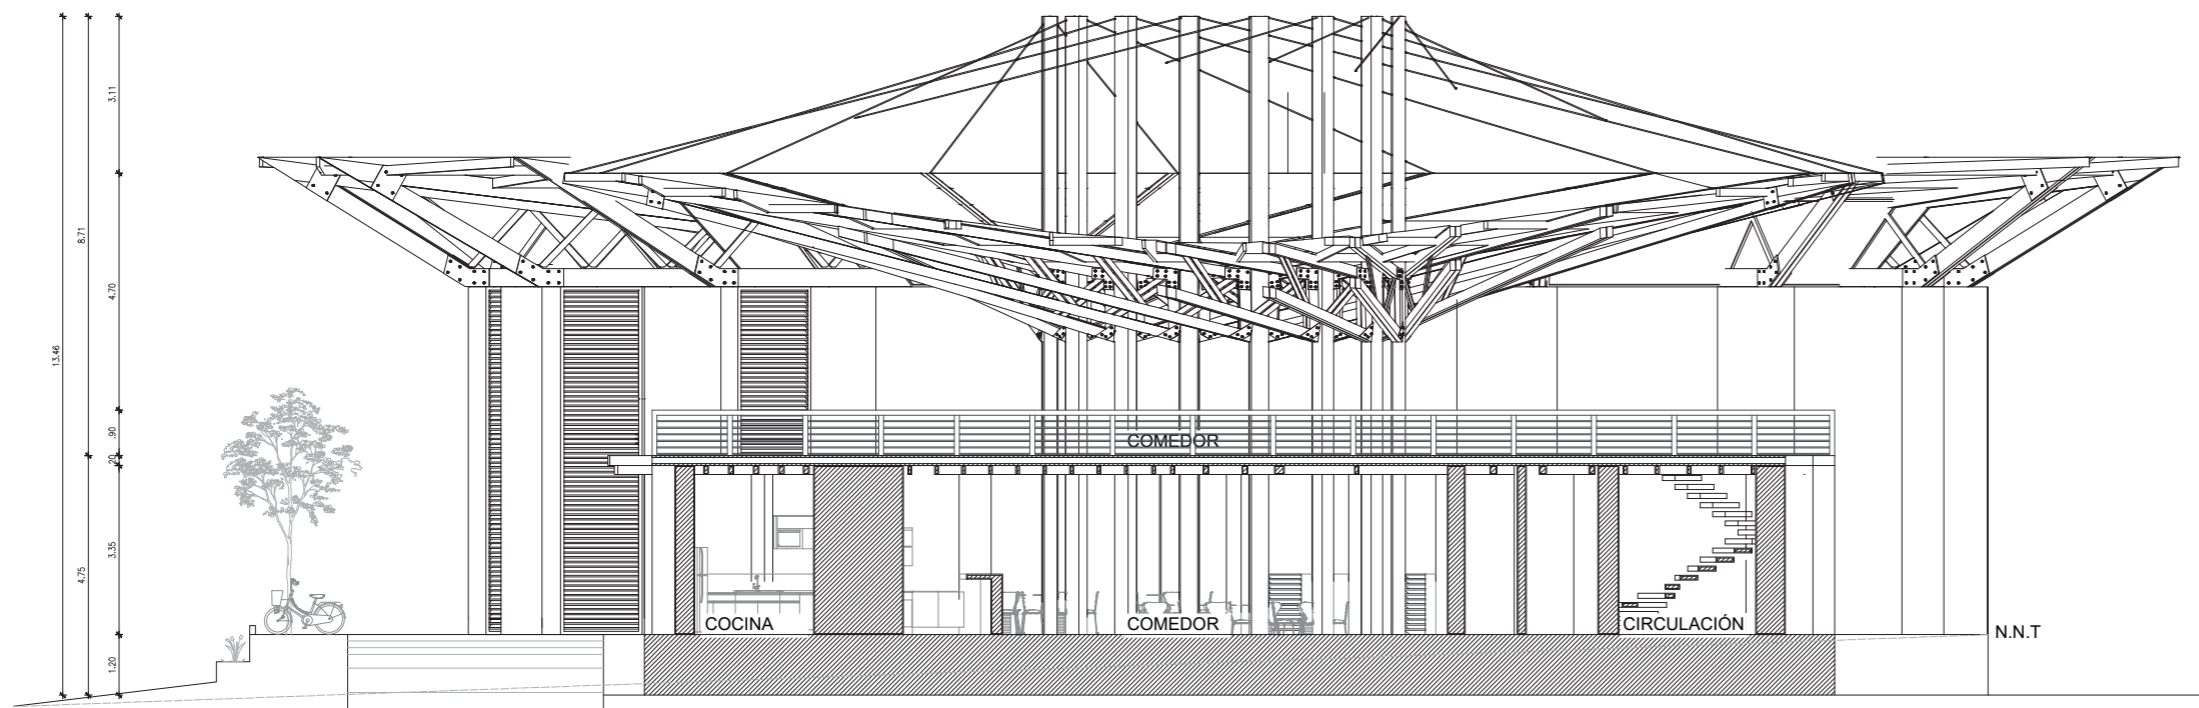 3.11
8.71
4.70
13.46
.90
COMEDOR
.20
3.35
4.75
COCINA
COMEDOR
CIRCULACIÓN
N.N.T
1.20